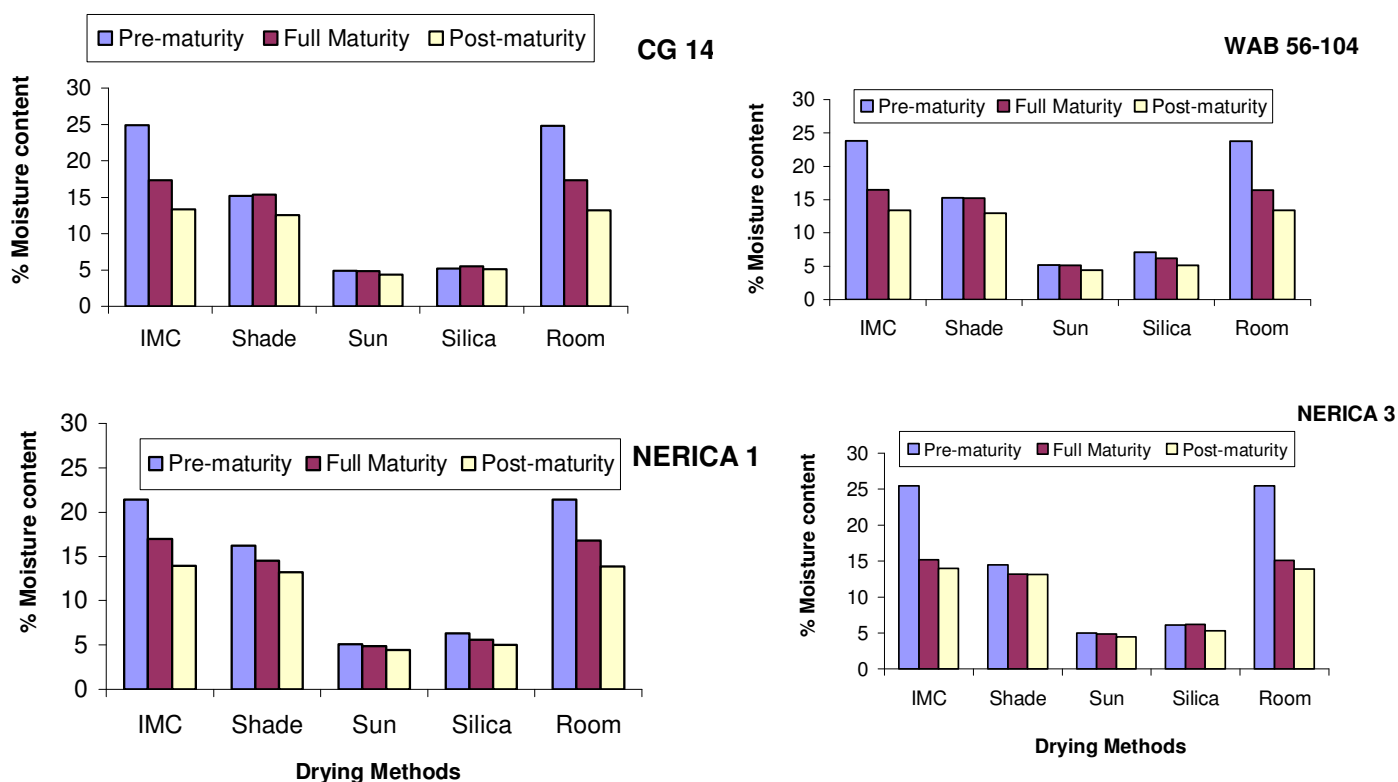 Pre-maturity Full Maturity Post-maturity
CG 14
% Moisture content
30
25
20
15
10
5
0
IMC Shade Sun Silica Room
WAB 56-104
Pre-maturity Full Maturity Post-maturity
% Moisture content
30
25
20
15
10
5
0
IMC Shade Sun Silica Room
Pre-maturity Full Maturity Post-maturity
NERICA 1
% Moisture content
30
25
20
15
10
5
0
IMC Shade Sun Silica Room
Drying Methods
NERICA 3
Pre-maturity Full Maturity Post-maturity
% Moisture content
30
25
20
15
10
5
0
IMC Shade Sun Silica Room
Drying Methods